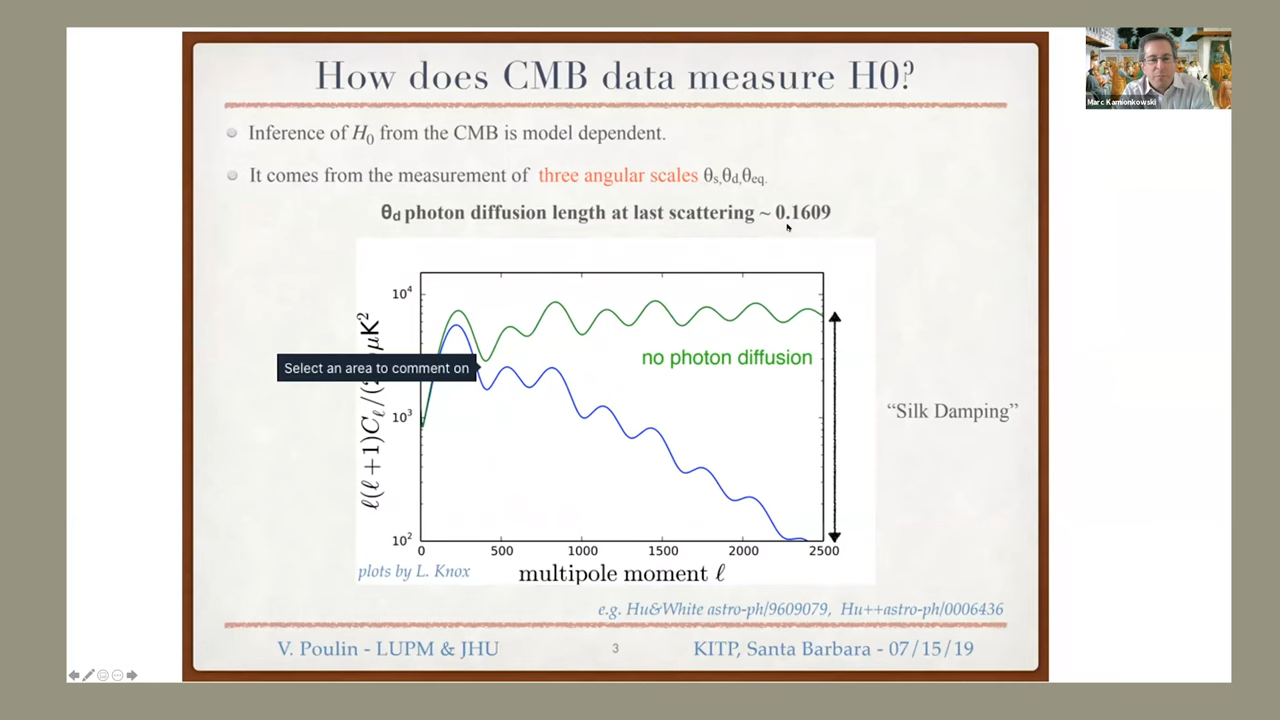 How does CMB data measure H0?
Marc Kamionkowski
Inference of H₀ from the CMB is model dependent.
It comes from the measurement of three angular scales θs,θd,θeq.
θd photon diffusion length at last scattering ~ 0.1609
10⁴
10³
10²
ℓ(ℓ+1)Cℓ/(2 μK²
no photon diffusion
Select an area to comment on
"Silk Damping"
0 500 1000 1500 2000 2500
multipole moment ℓ
plots by L. Knox
e.g. Hu&White astro-ph/9609079, Hu++astro-ph/0006436
V. Poulin - LUPM & JHU 3 KITP, Santa Barbara - 07/15/19